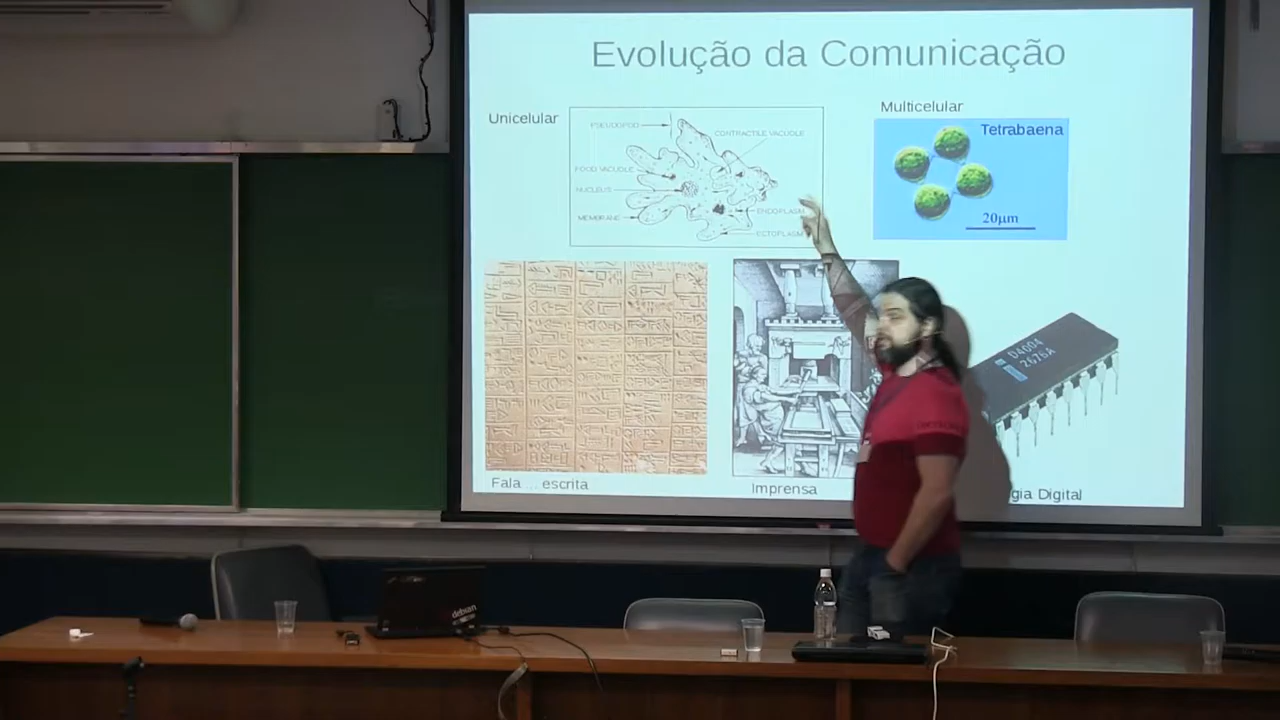 Evolução da Comunicação
Unicelular
Multicelular
PSEUDOPOD
CONTRACTILE VACUOLE
FOOD VACUOLE
NUCLEUS
MEMBRANE
ENDOPLASM
ECTOPLASM
Tetrabaena
20µm
D4004
2676A
Fala ... escrita
Imprensa
gia Digital
debian